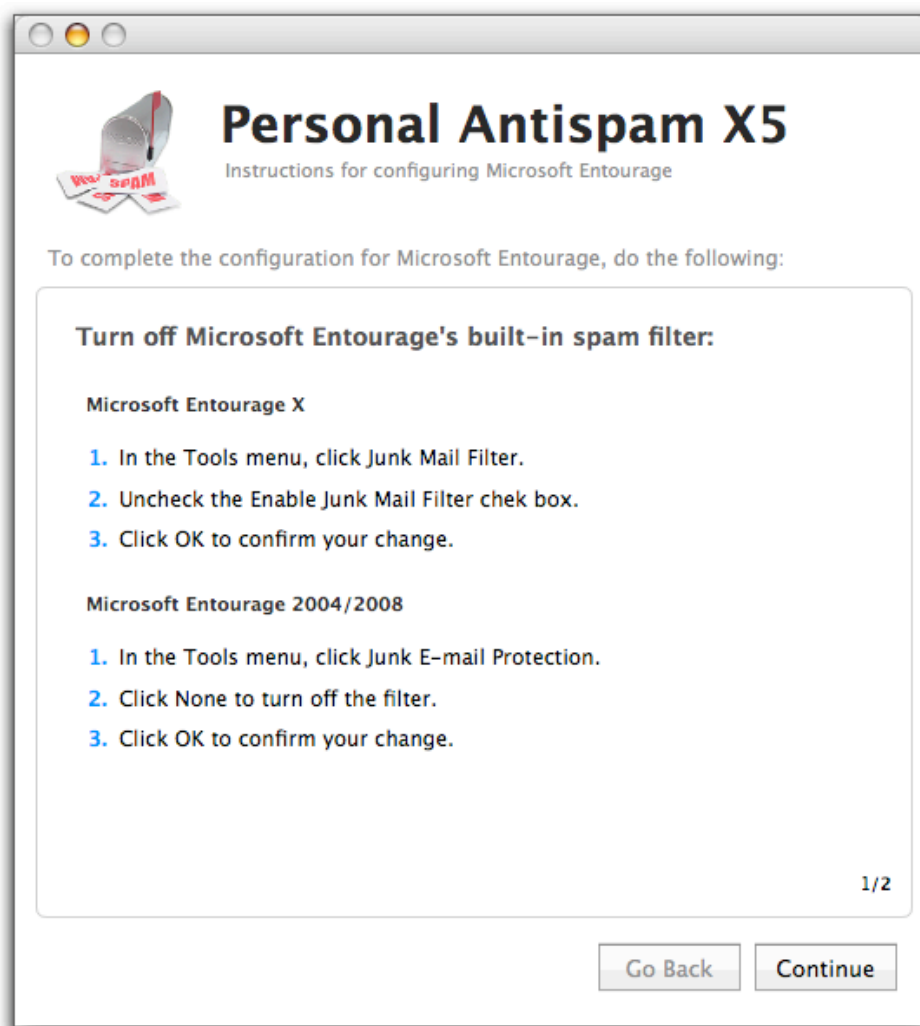 Personal Antispam X5
Instructions for configuring Microsoft Entourage
SPAM
To complete the configuration for Microsoft Entourage, do the following:
Turn off Microsoft Entourage's built-in spam filter:
Microsoft Entourage X
1. In the Tools menu, click Junk Mail Filter.
2. Uncheck the Enable Junk Mail Filter chek box.
3. Click OK to confirm your change.
Microsoft Entourage 2004/2008
1. In the Tools menu, click Junk E-mail Protection.
2. Click None to turn off the filter.
3. Click OK to confirm your change.
1/2
Go Back
Continue